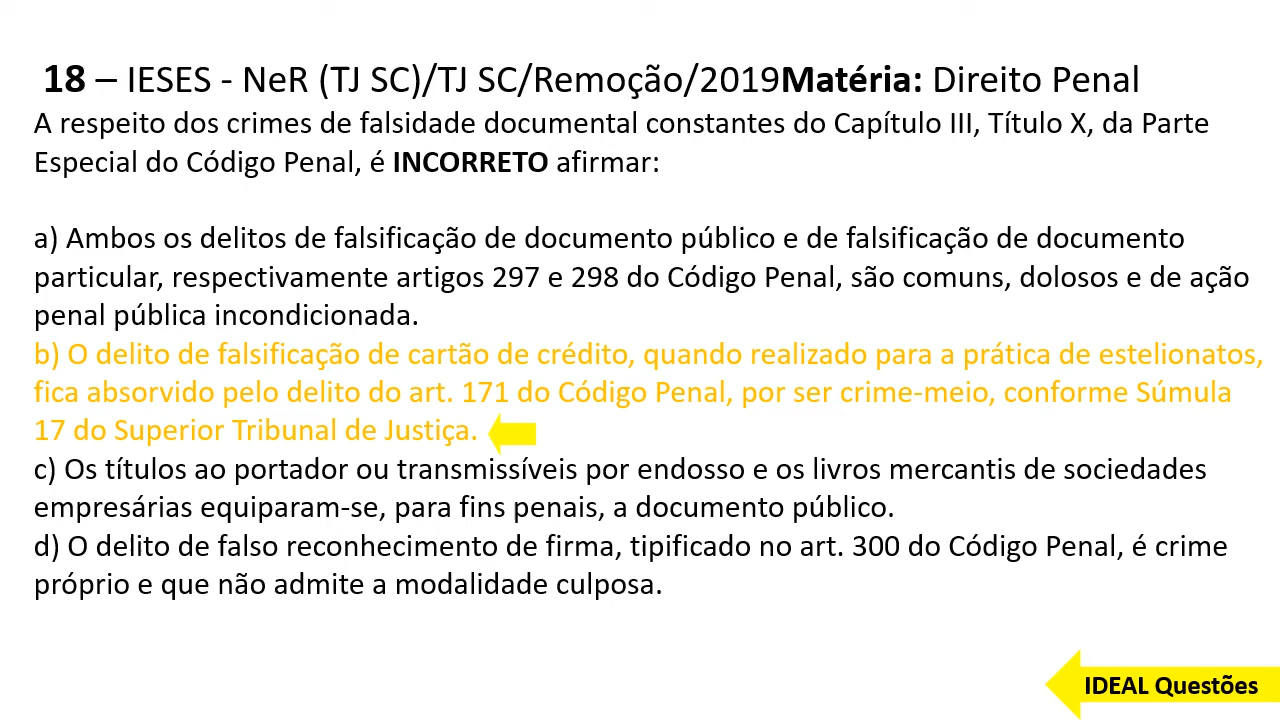 18 – IESES - NeR (TJ SC)/TJ SC/Remoção/2019Matéria: Direito Penal
A respeito dos crimes de falsidade documental constantes do Capítulo III, Título X, da Parte
Especial do Código Penal, é INCORRETO afirmar:
a) Ambos os delitos de falsificação de documento público e de falsificação de documento
particular, respectivamente artigos 297 e 298 do Código Penal, são comuns, dolosos e de ação
penal pública incondicionada.
b) O delito de falsificação de cartão de crédito, quando realizado para a prática de estelionatos,
fica absorvido pelo delito do art. 171 do Código Penal, por ser crime-meio, conforme Súmula
17 do Superior Tribunal de Justiça.
c) Os títulos ao portador ou transmissíveis por endosso e os livros mercantis de sociedades
empresárias equiparam-se, para fins penais, a documento público.
d) O delito de falso reconhecimento de firma, tipificado no art. 300 do Código Penal, é crime
próprio e que não admite a modalidade culposa.
IDEAL Questões